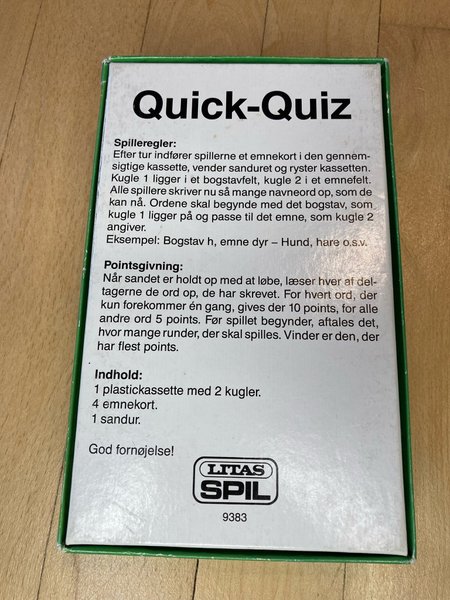 Quick-Quiz
Spilleregler:
Efter tur indfører spillerne et emnekort i den gennem-
sigtige kassette, vender sanduret og ryster kassetten.
Kugle 1 ligger i et bogstavfelt, kugle 2 i et emnefelt.
Alle spillere skriver nu så mange navneord op, som de
kan nå. Ordene skal begynde med det bogstav, som
kugle 1 ligger på og passe til det emne, som kugle 2
angiver.
Eksempel: Bogstav h, emne dyr – Hund, hare o.s.v.
Pointsgivning:
Når sandet er holdt op med at løbe, læser hver af del-
tagerne de ord op, de har skrevet. For hvert ord, der
kun forekommer én gang, gives der 10 points, for alle
andre ord 5 points. Før spillet begynder, aftales det,
hvor mange runder, der skal spilles. Vinder er den, der
har flest points.
Indhold:
1 plastickassette med 2 kugler.
4 emnekort.
1 sandur.
God fornøjelse!
LITAS
SPIL
9383